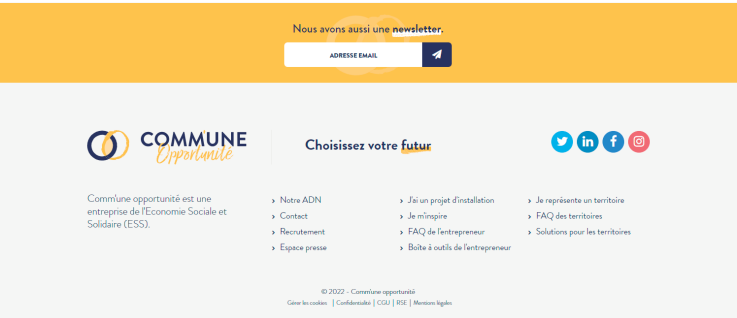 Nous avons aussi une newsletter.
ADRESSE EMAIL
COMM'UNE
Opportunité
Choisissez votre futur
Comm'une opportunité est une
entreprise de l'Economie Sociale et
Solidaire (ESS).
Notre ADN
Contact
Recrutement
Espace presse
J'ai un projet d'installation
Je m'inspire
FAQ de l'entrepreneur
Boîte à outils de l'entrepreneur
Je représente un territoire
FAQ des territoires
Solutions pour les territoires
© 2022 - Comm'une opportunité
Gérer les cookies | Confidentialité | CGU | RSE | Mentions légales